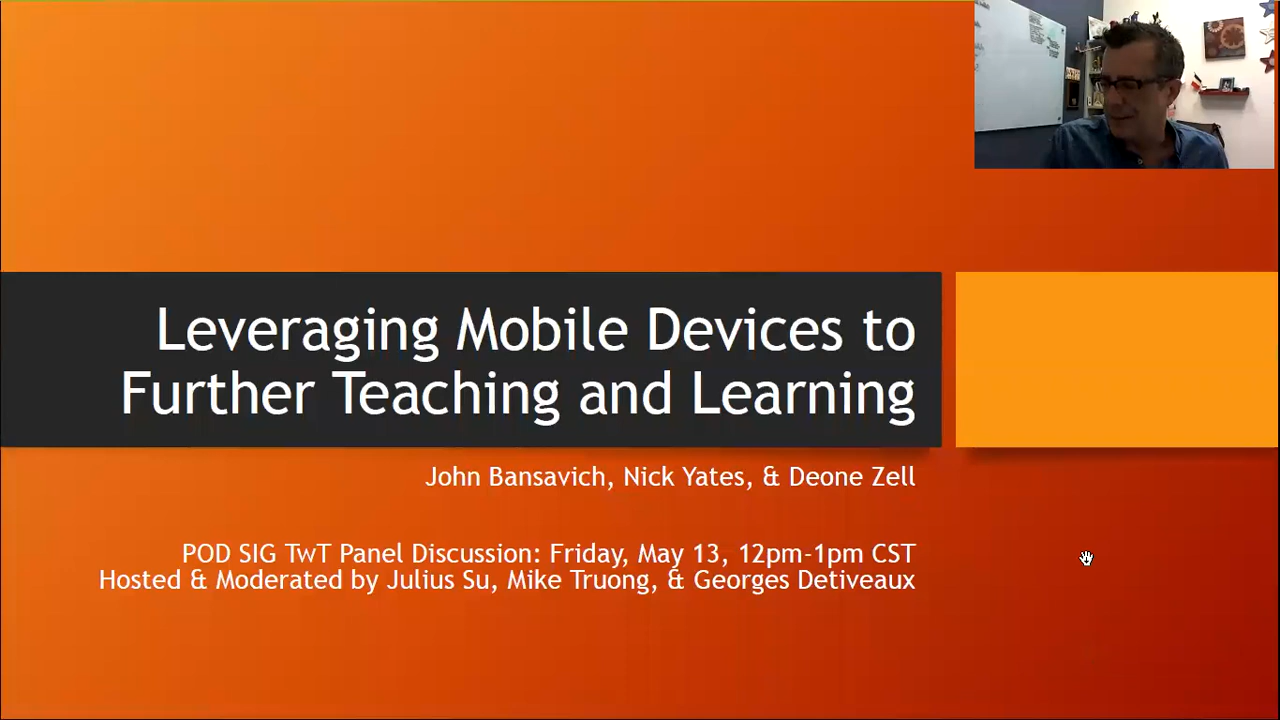 Leveraging Mobile Devices to
Further Teaching and Learning
John Bansavich, Nick Yates, & Deone Zell
POD SIG TwT Panel Discussion: Friday, May 13, 12pm-1pm CST
Hosted & Moderated by Julius Su, Mike Truong, & Georges Detiveaux